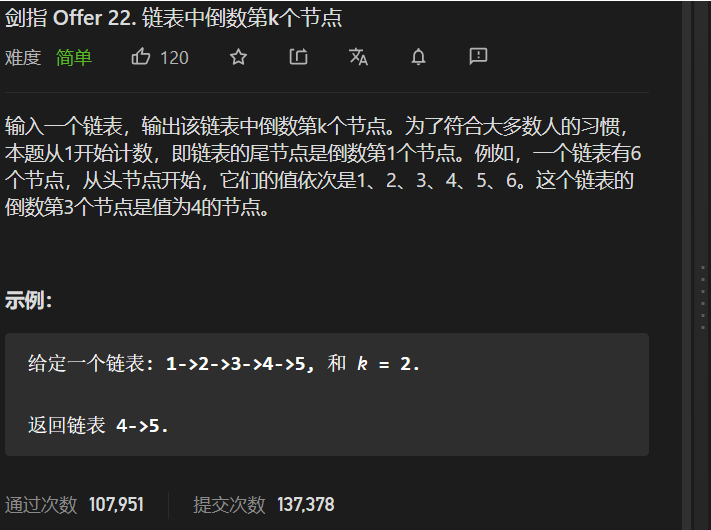 剑指 Offer 22. 链表中倒数第k个节点
难度 简单 120
输入一个链表，输出该链表中倒数第k个节点。为了符合大多数人的习惯，
本题从1开始计数，即链表的尾节点是倒数第1个节点。例如，一个链表有6
个节点，从头节点开始，它们的值依次是1、2、3、4、5、6。这个链表的
倒数第3个节点是值为4的节点。
示例：
给定一个链表: 1->2->3->4->5, 和 k = 2.
返回链表 4->5.
通过次数 107,951 提交次数 137,378